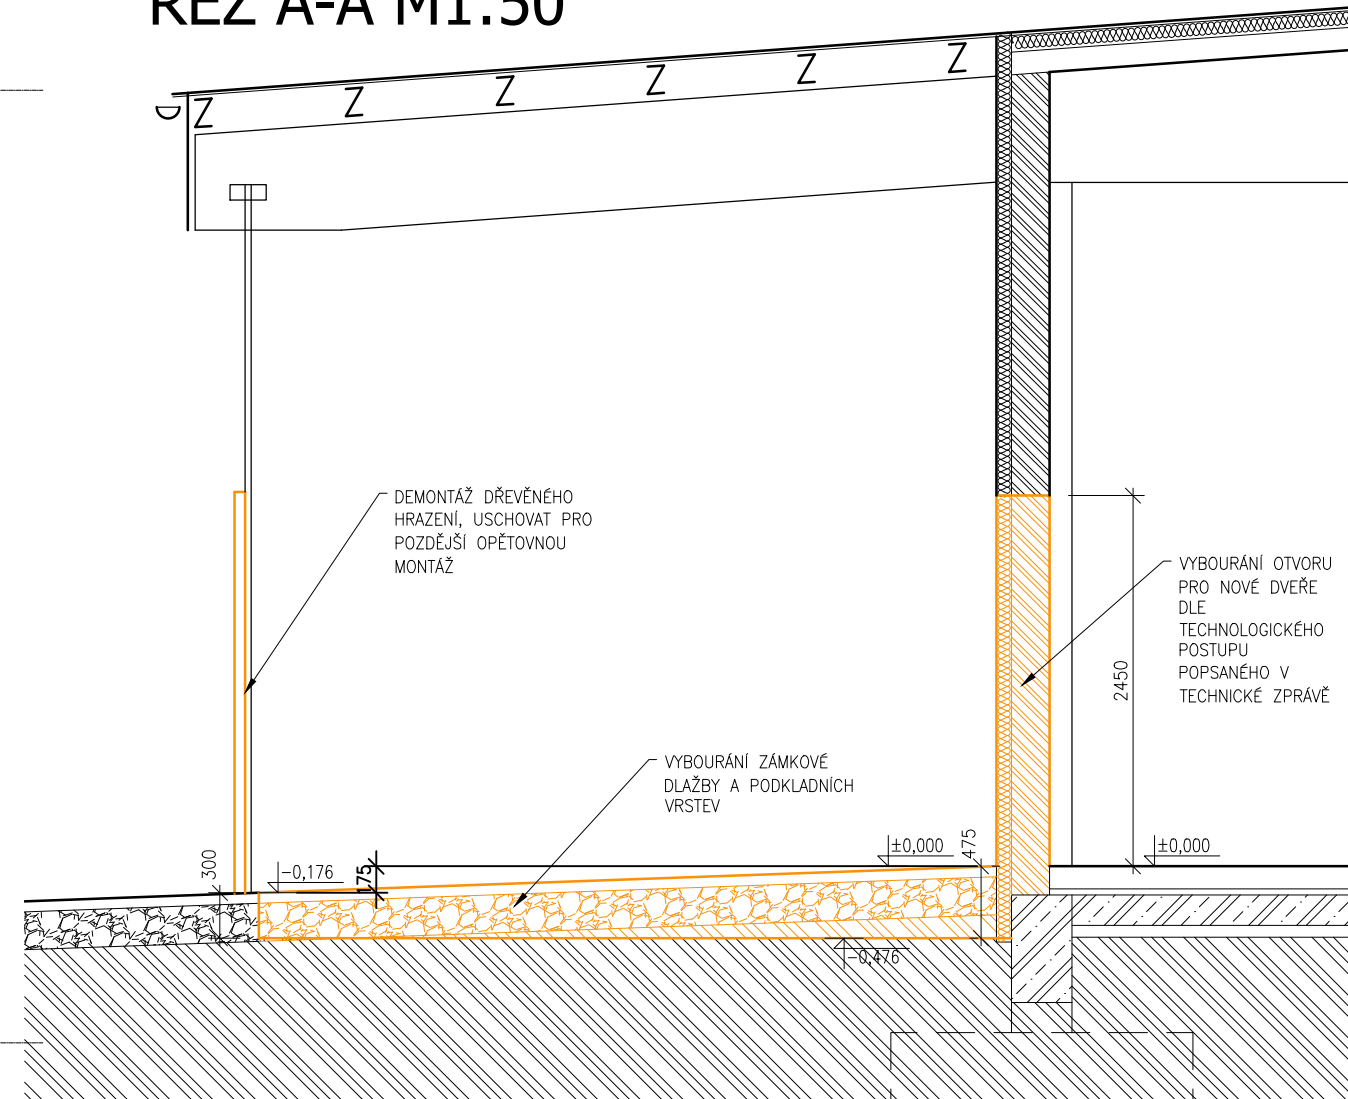 ŘEZ A-A M1:50
Z Z Z Z Z Z
DEMONTÁŽ DŘEVĚNÉHO
HRAZENÍ, USCHOVAT PRO
POZDĚJŠÍ OPĚTOVNOU
MONTÁŽ
VYBOURÁNÍ OTVORU
PRO NOVÉ DVEŘE
DLE
TECHNOLOGICKÉHO
POSTUPU
POPSANÉHO V
TECHNICKÉ ZPRÁVĚ
2450
VYBOURÁNÍ ZÁMKOVÉ
DLAŽBY A PODKLADNÍCH
VRSTEV
300
-0,176
175
±0,000
475
±0,000
-0,476